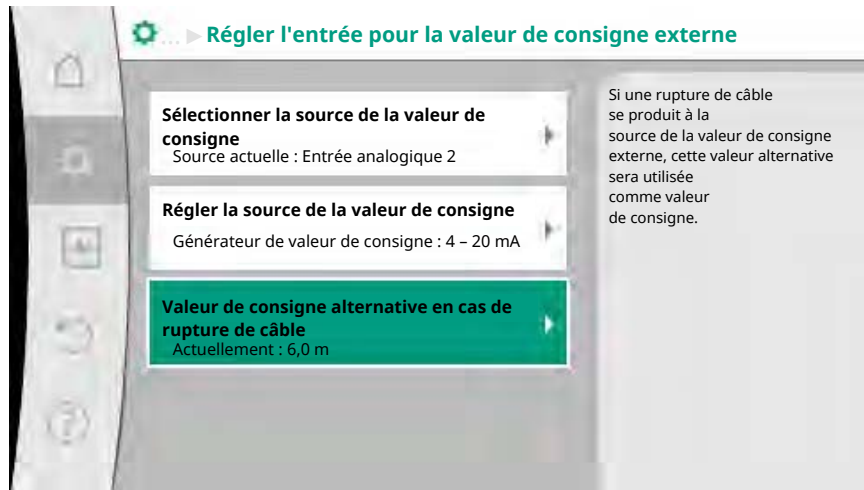 ... ▶ Régler l'entrée pour la valeur de consigne externe
Sélectionner la source de la valeur de
consigne
Source actuelle : Entrée analogique 2
Régler la source de la valeur de consigne
Générateur de valeur de consigne : 4 – 20 mA
Valeur de consigne alternative en cas de
rupture de câble
Actuellement : 6,0 m
Si une rupture de câble
se produit à la
source de la valeur de consigne
externe, cette valeur alternative
sera utilisée
comme valeur
de consigne.